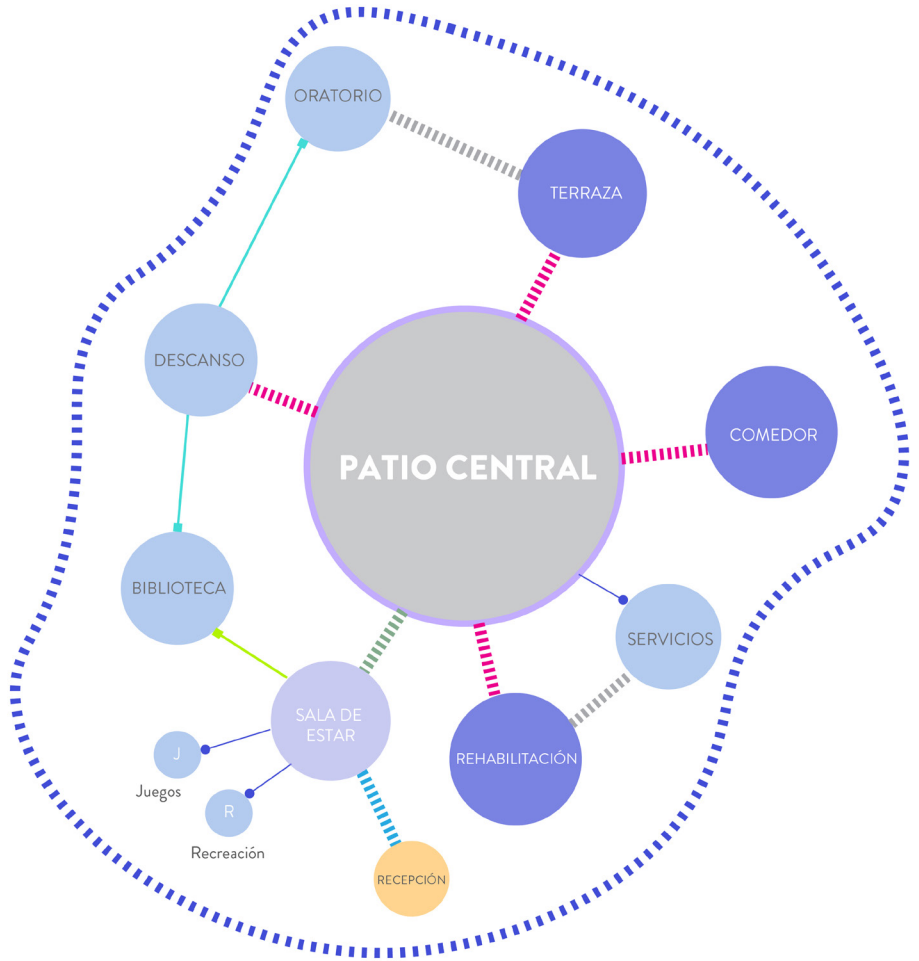 ORATORIO
TERRAZA
DESCANSO
COMEDOR
PATIO CENTRAL
BIBLIOTECA
SERVICIOS
SALA DE
ESTAR
REHABILITACIÓN
J
Juegos
R
Recreación
RECEPCIÓN